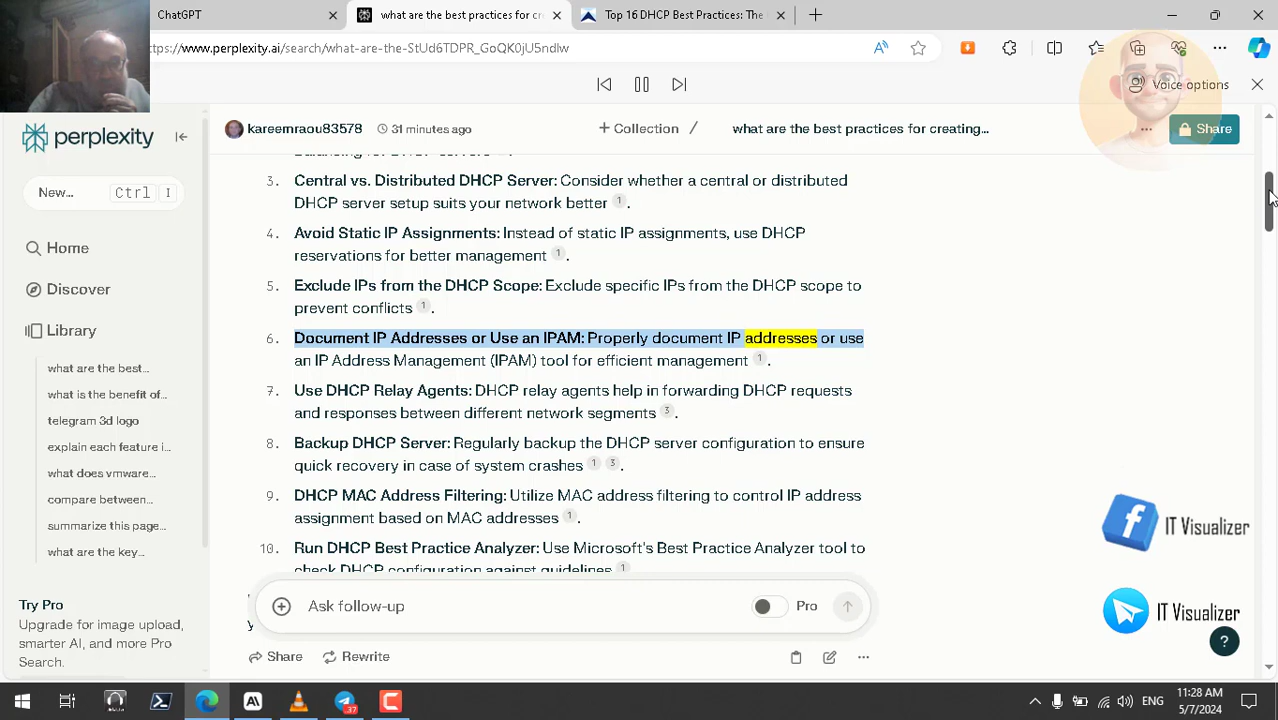 ChatGPT
what are the best practices for cr
Top 16 DHCP Best Practices: The
https://www.perplexity.ai/search/what-are-the-StUd6TDPR_GoQK0jU5ndlw
Voice options
perplexity
kareemraou83578
31 minutes ago
+ Collection /
what are the best practices for creating...
Share
New...
Ctrl I
Home
Discover
Library
what are the best...
what is the benefit of...
telegram 3d logo
explain each feature i...
what does vmware...
compare between...
summarize this page...
what are the key...
Try Pro
Upgrade for image upload,
smarter AI, and more Pro
Search.
3. Central vs. Distributed DHCP Server: Consider whether a central or distributed
DHCP server setup suits your network better 1 .
4. Avoid Static IP Assignments: Instead of static IP assignments, use DHCP
reservations for better management 1 .
5. Exclude IPs from the DHCP Scope: Exclude specific IPs from the DHCP scope to
prevent conflicts 1 .
6. Document IP Addresses or Use an IPAM: Properly document IP addresses or use
an IP Address Management (IPAM) tool for efficient management 1 .
7. Use DHCP Relay Agents: DHCP relay agents help in forwarding DHCP requests
and responses between different network segments 3 .
8. Backup DHCP Server: Regularly backup the DHCP server configuration to ensure
quick recovery in case of system crashes 1 3 .
9. DHCP MAC Address Filtering: Utilize MAC address filtering to control IP address
assignment based on MAC addresses 1 .
10. Run DHCP Best Practice Analyzer: Use Microsoft's Best Practice Analyzer tool to
check DHCP configuration against guidelines 1
Ask follow-up
Pro
Share
Rewrite
IT Visualizer
IT Visualizer
?
37
ENG
11:28 AM
5/7/2024